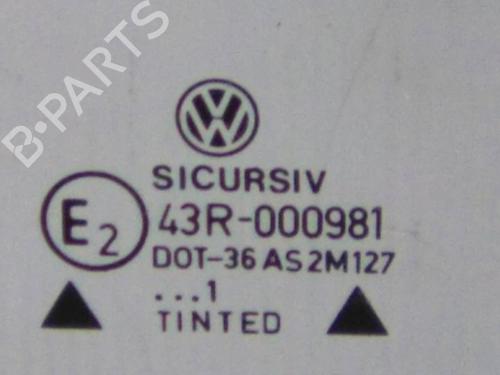 B-PARTS
SICURSIV
E2
43R-000981
DOT-36 AS2M127
...1
TINTED